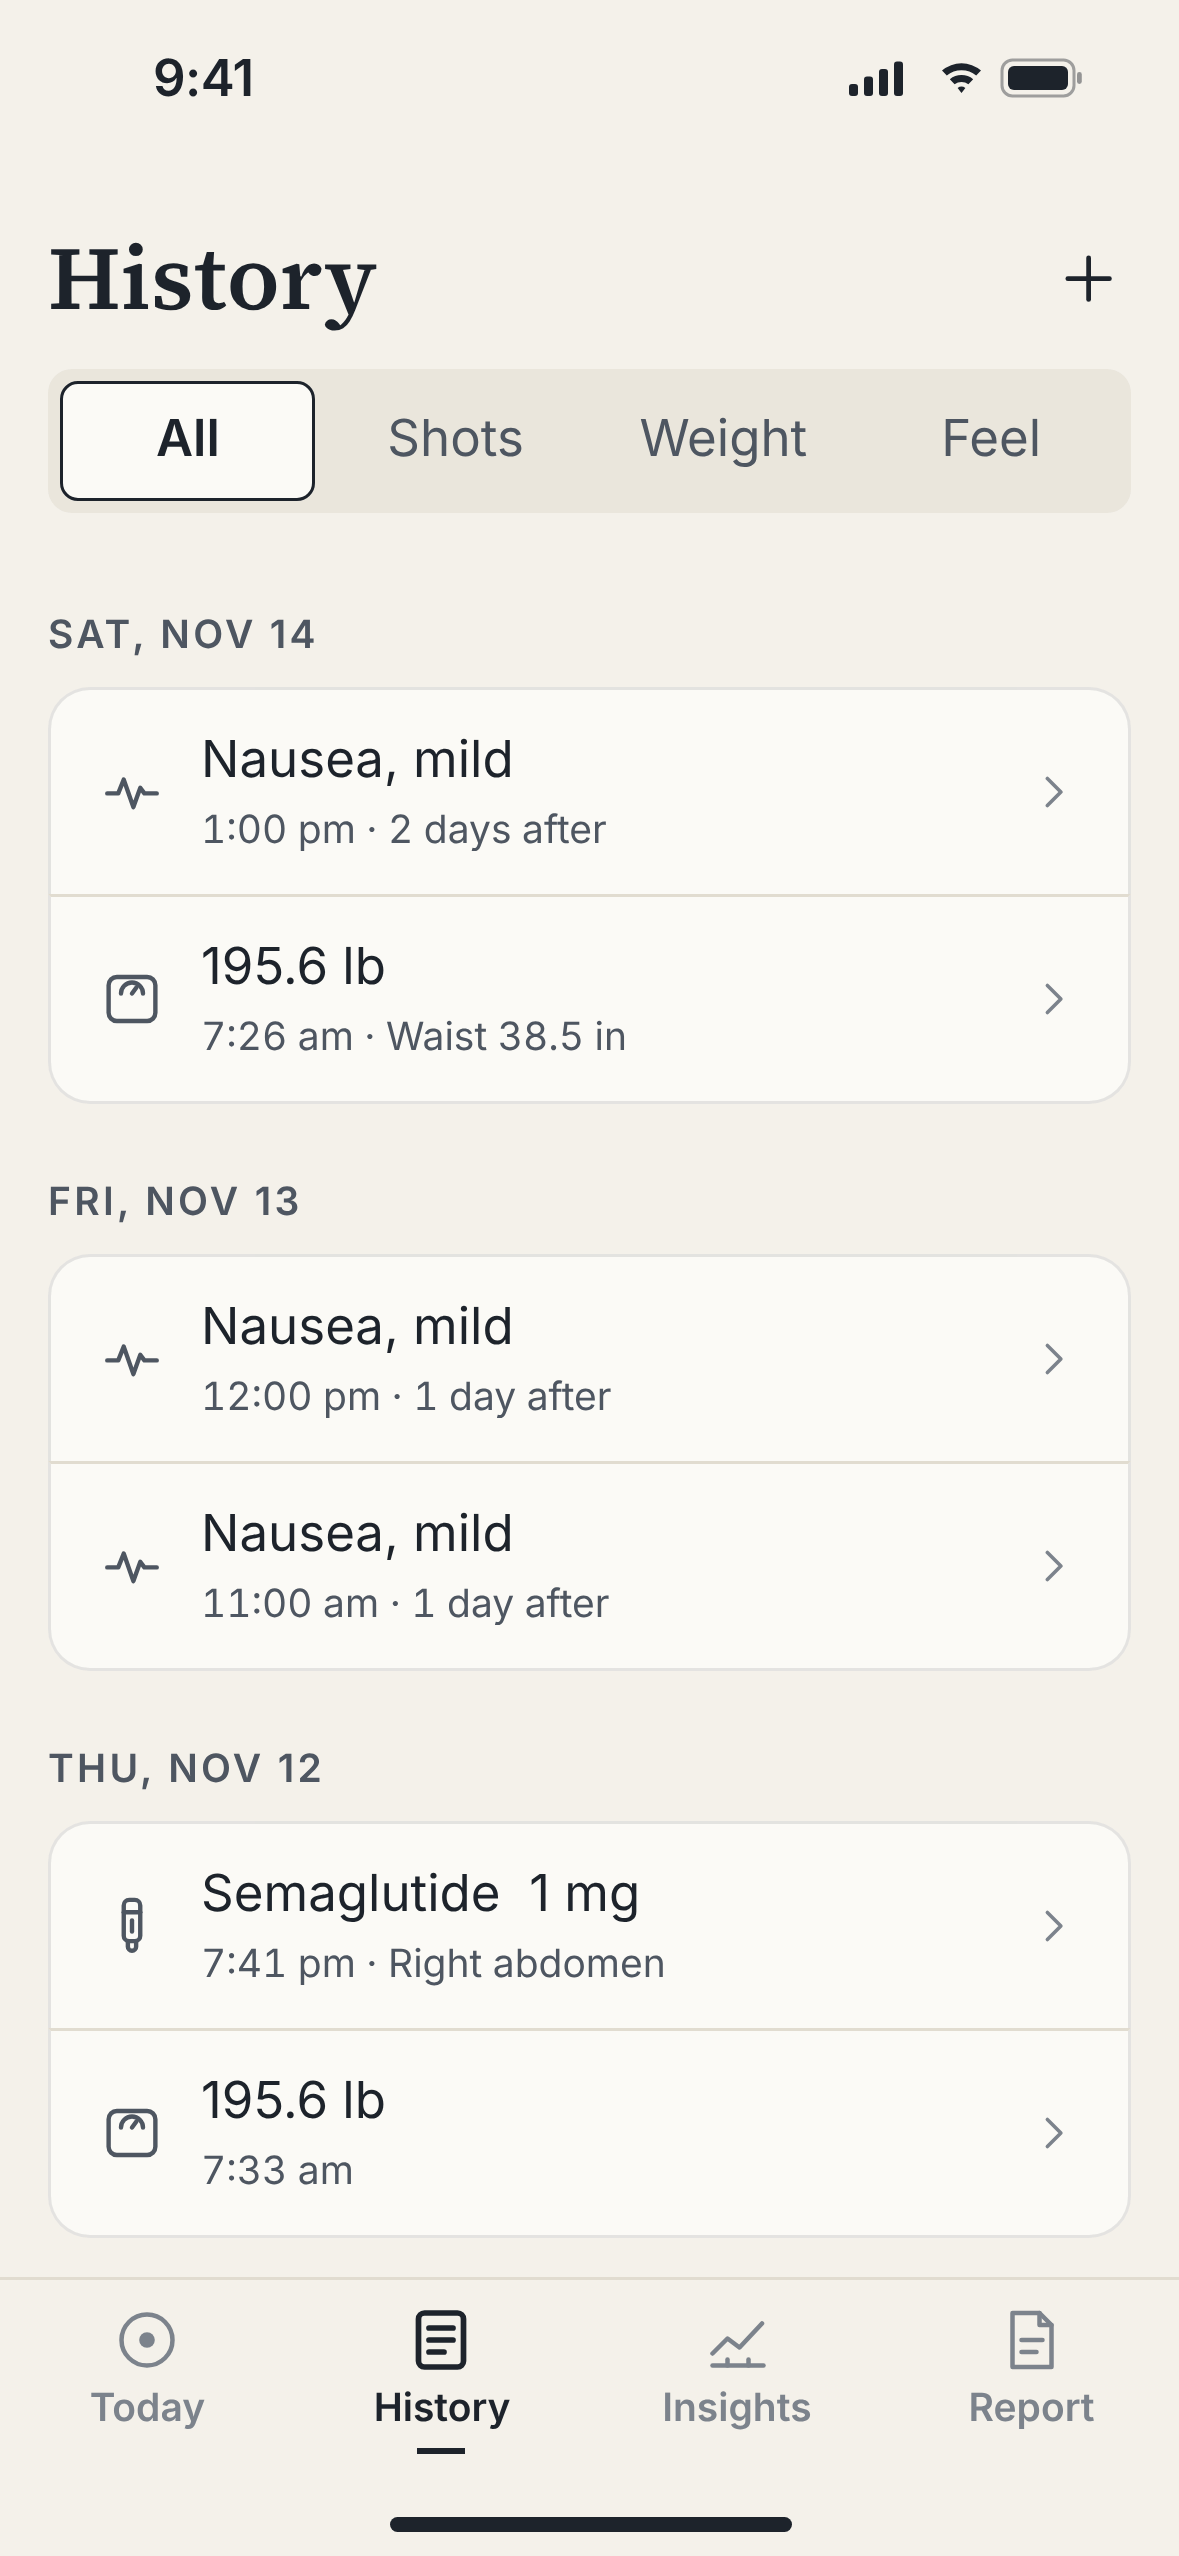 9:41
History
All Shots Weight Feel
SAT, NOV 14
Nausea, mild
1:00 pm · 2 days after
195.6 lb
7:26 am · Waist 38.5 in
FRI, NOV 13
Nausea, mild
12:00 pm · 1 day after
Nausea, mild
11:00 am · 1 day after
THU, NOV 12
Semaglutide 1 mg
7:41 pm · Right abdomen
195.6 lb
7:33 am
Today History Insights Report